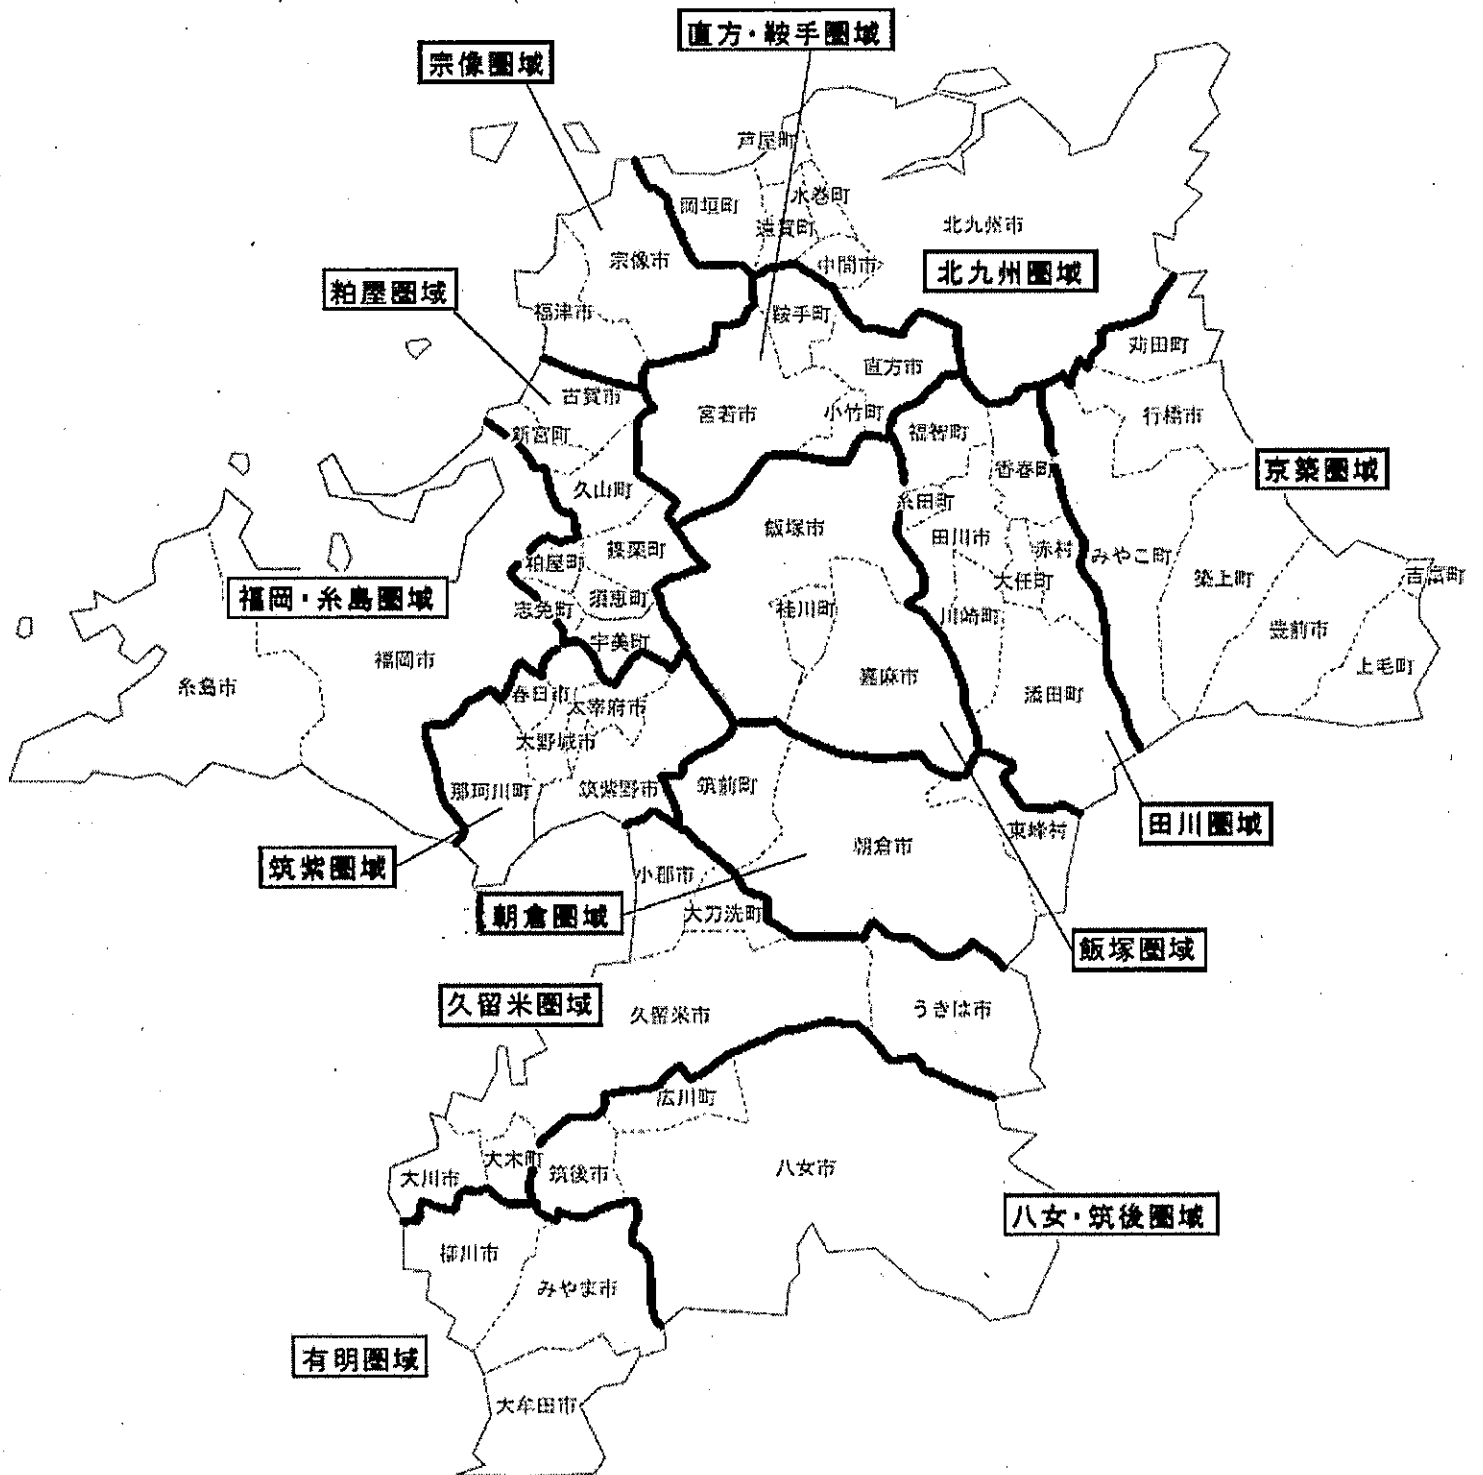 直方・鞍手圏域
宗像圏域
芦屋町
岡垣町
水巻町
遠賀町
北九州市
宗像市
中間市
北九州圏域
粕屋圏域
福津市
鞍手町
苅田町
直方市
古賀市
宮若市
小竹町
行橋市
新宮町
福智町
香春町
京築圏域
久山町
糸田町
飯塚市
田川市
赤村
みやこ町
篠栗町
粕屋町
大任町
築上町
吉富町
福岡・糸島圏域
須恵町
志免町
桂川町
川崎町
豊前市
宇美町
福岡市
上毛町
糸島市
春日市
嘉麻市
添田町
太宰府市
大野城市
那珂川町
筑紫野市
筑前町
田川圏域
東峰村
朝倉市
筑紫圏域
小郡市
朝倉圏域
大刀洗町
飯塚圏域
久留米圏域
久留米市
うきは市
広川町
大木町
大川市
筑後市
八女市
八女・筑後圏域
柳川市
みやま市
有明圏域
大牟田市